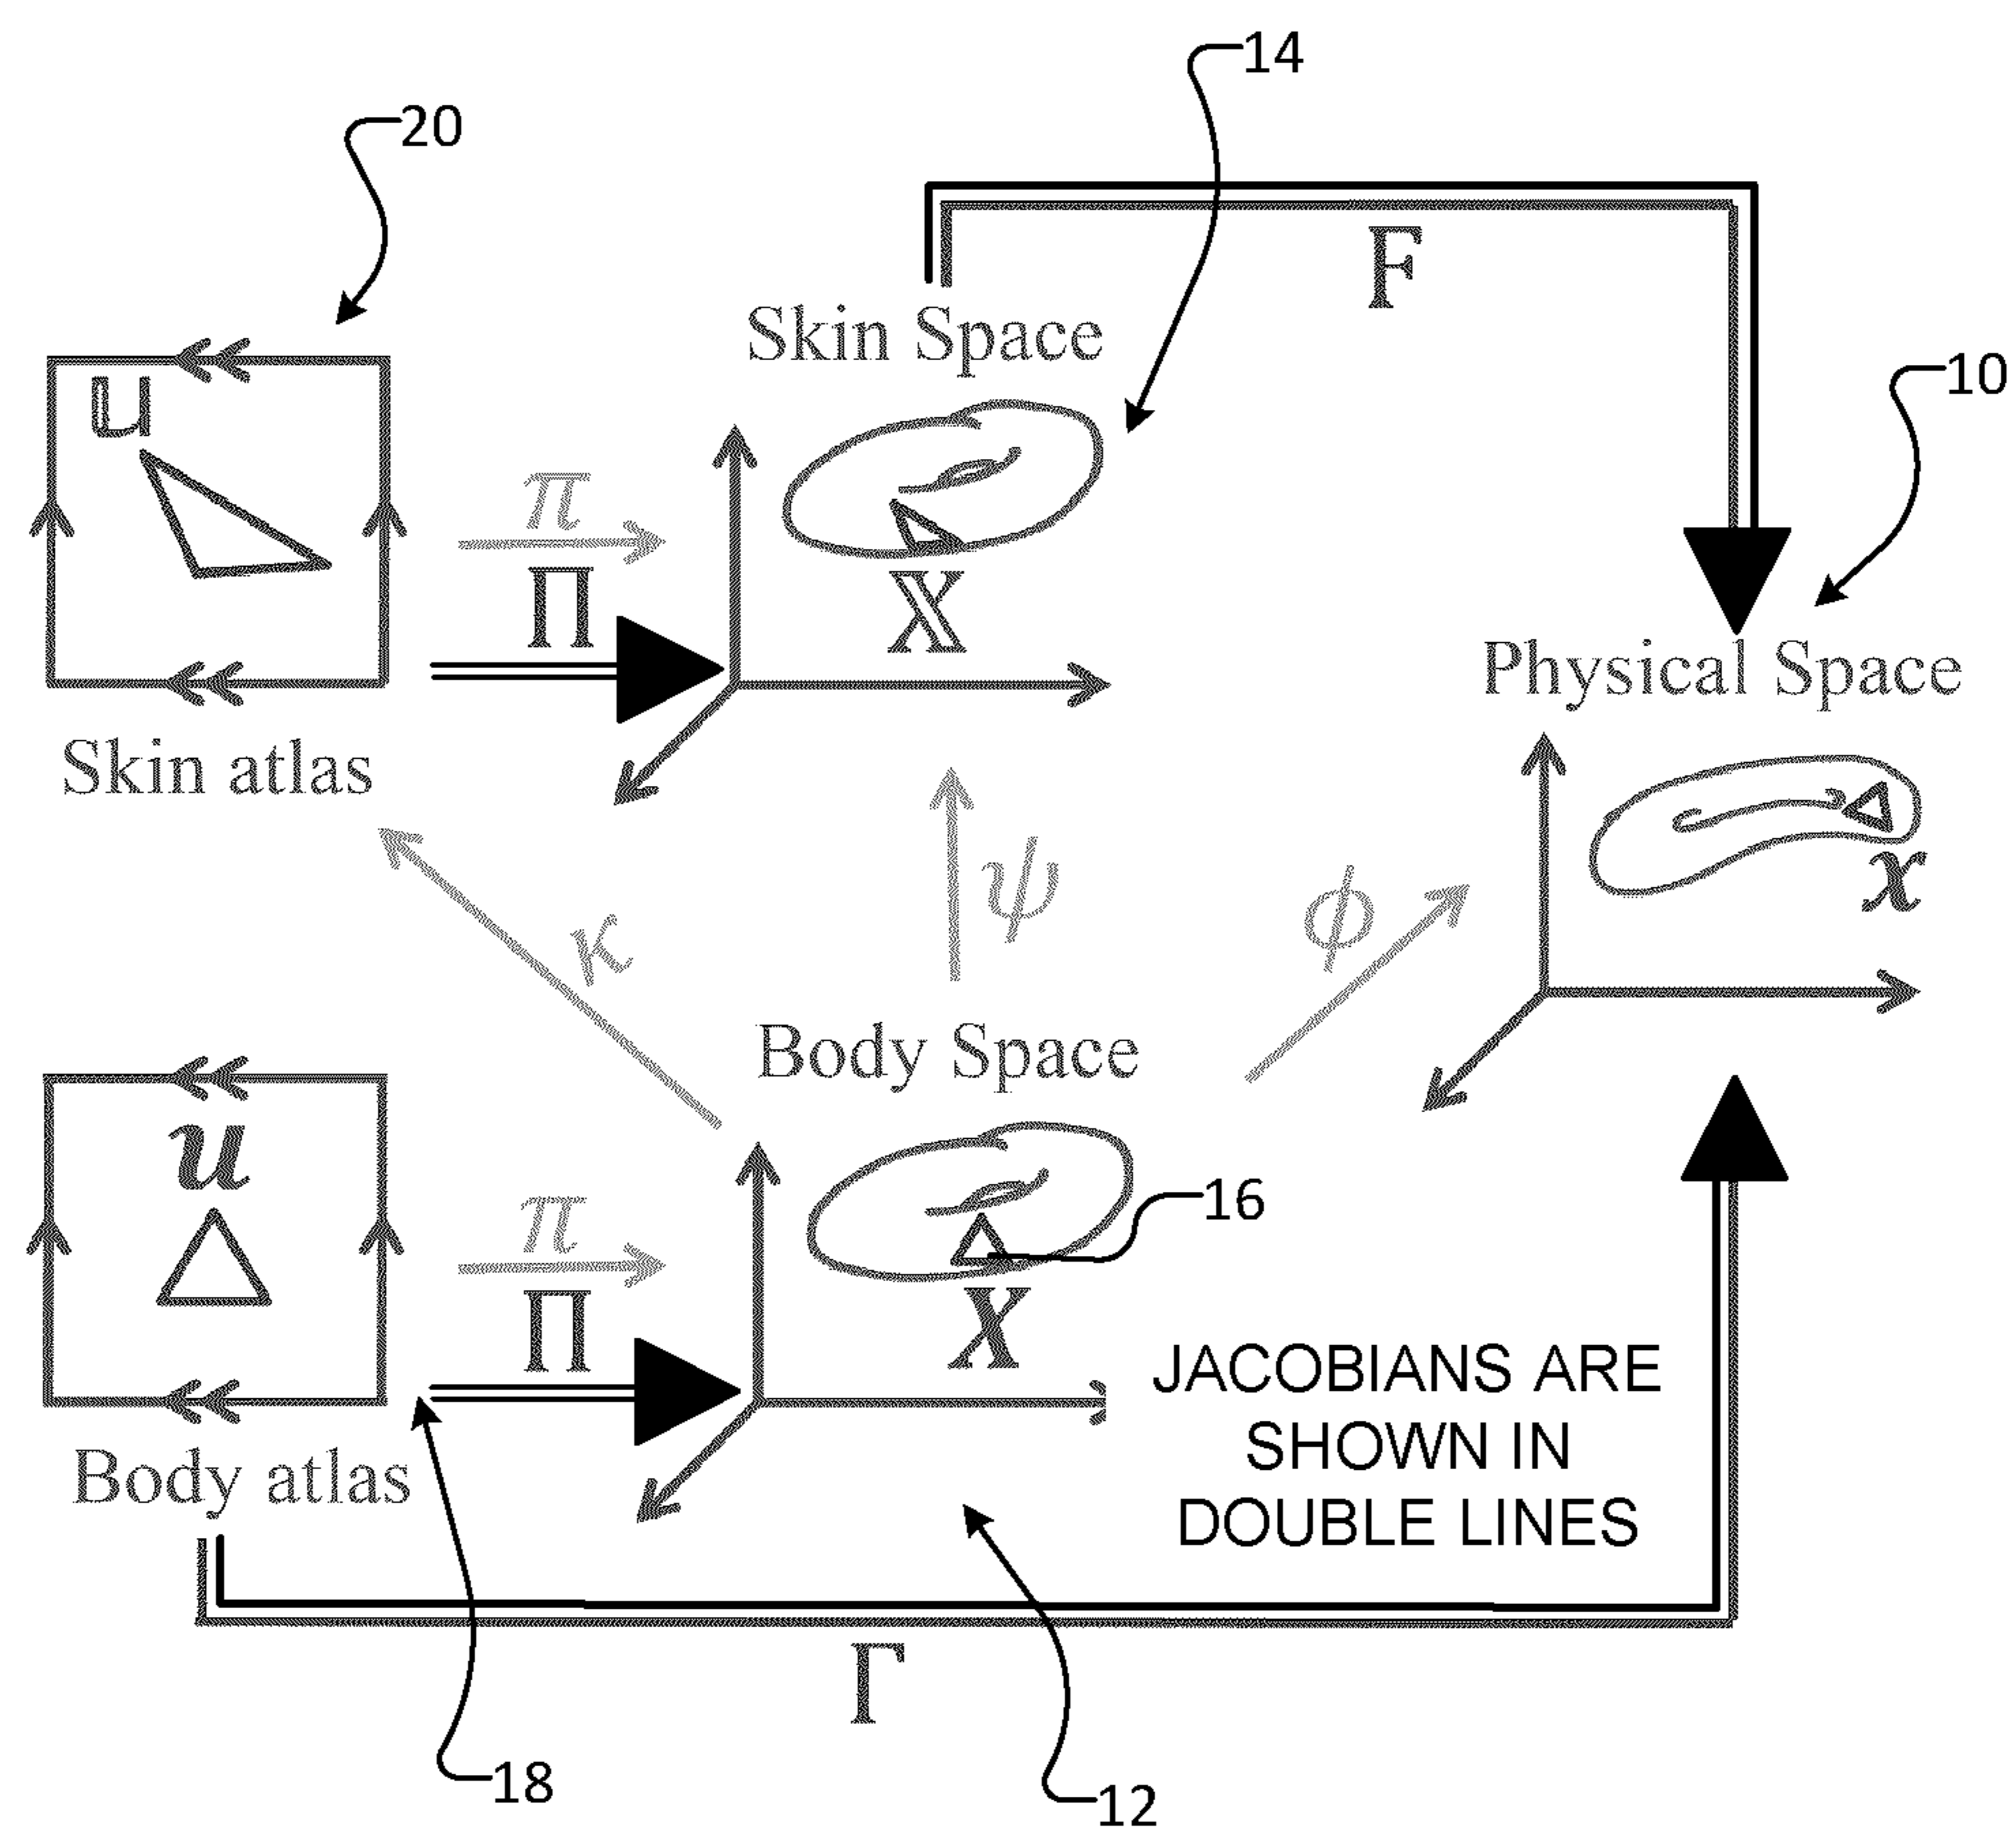 14
20
F
Skin Space
10
𝕦
π
Π
𝕏
Physical Space
Skin atlas
ψ
ϕ
x
κ
Body Space
u
16
π
Π
X
JACOBIANS ARE
SHOWN IN
DOUBLE LINES
Body atlas
Γ
18
12